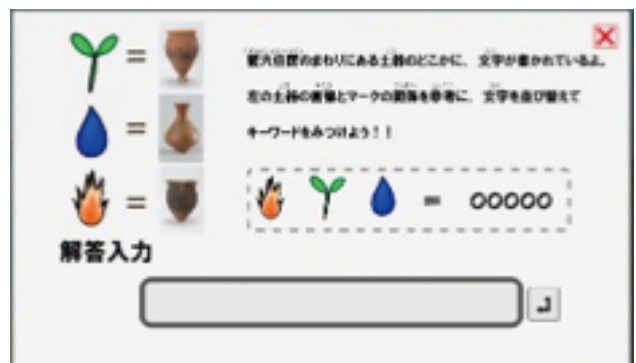 竪穴住居のまわりにある土器のどこかに、文字が書かれているよ。
左の土器の画像とマークの関係を参考に、文字を並び替えて
キーワードをみつけよう！！
= OOOOO
解答入力